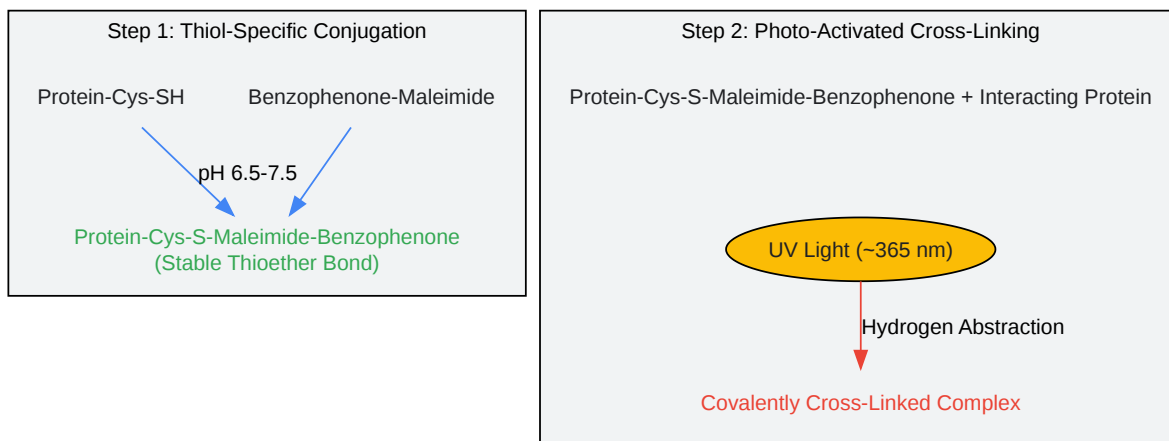 Step 1: Thiol-Specific Conjugation
Protein-Cys-SH
Benzophenone-Maleimide
pH 6.5-7.5
Protein-Cys-S-Maleimide-Benzophenone
(Stable Thioether Bond)
Step 2: Photo-Activated Cross-Linking
Protein-Cys-S-Maleimide-Benzophenone + Interacting Protein
UV Light (~365 nm)
Hydrogen Abstraction
Covalently Cross-Linked Complex